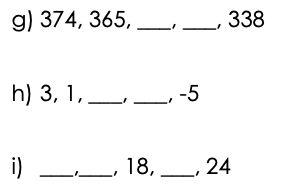 g) 374, 365, ___, ___, 338
h) 3, 1, ___, ___, -5
i) ___,___, 18, ___, 24